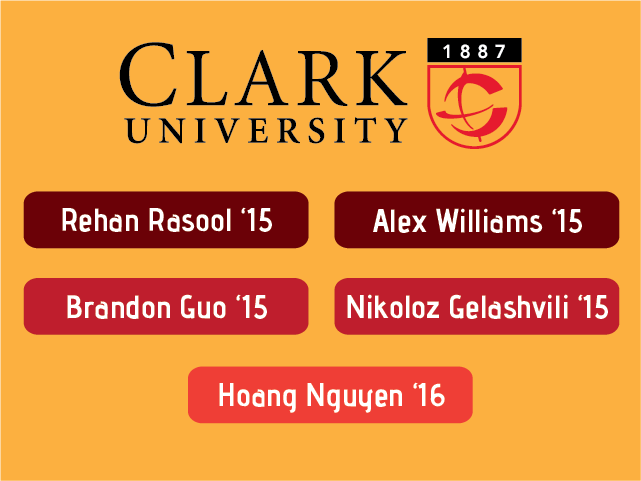 CLARK
UNIVERSITY
1887
Rehan Rasool ‘15
Alex Williams ‘15
Brandon Guo ‘15
Nikoloz Gelashvili ‘15
Hoang Nguyen ‘16